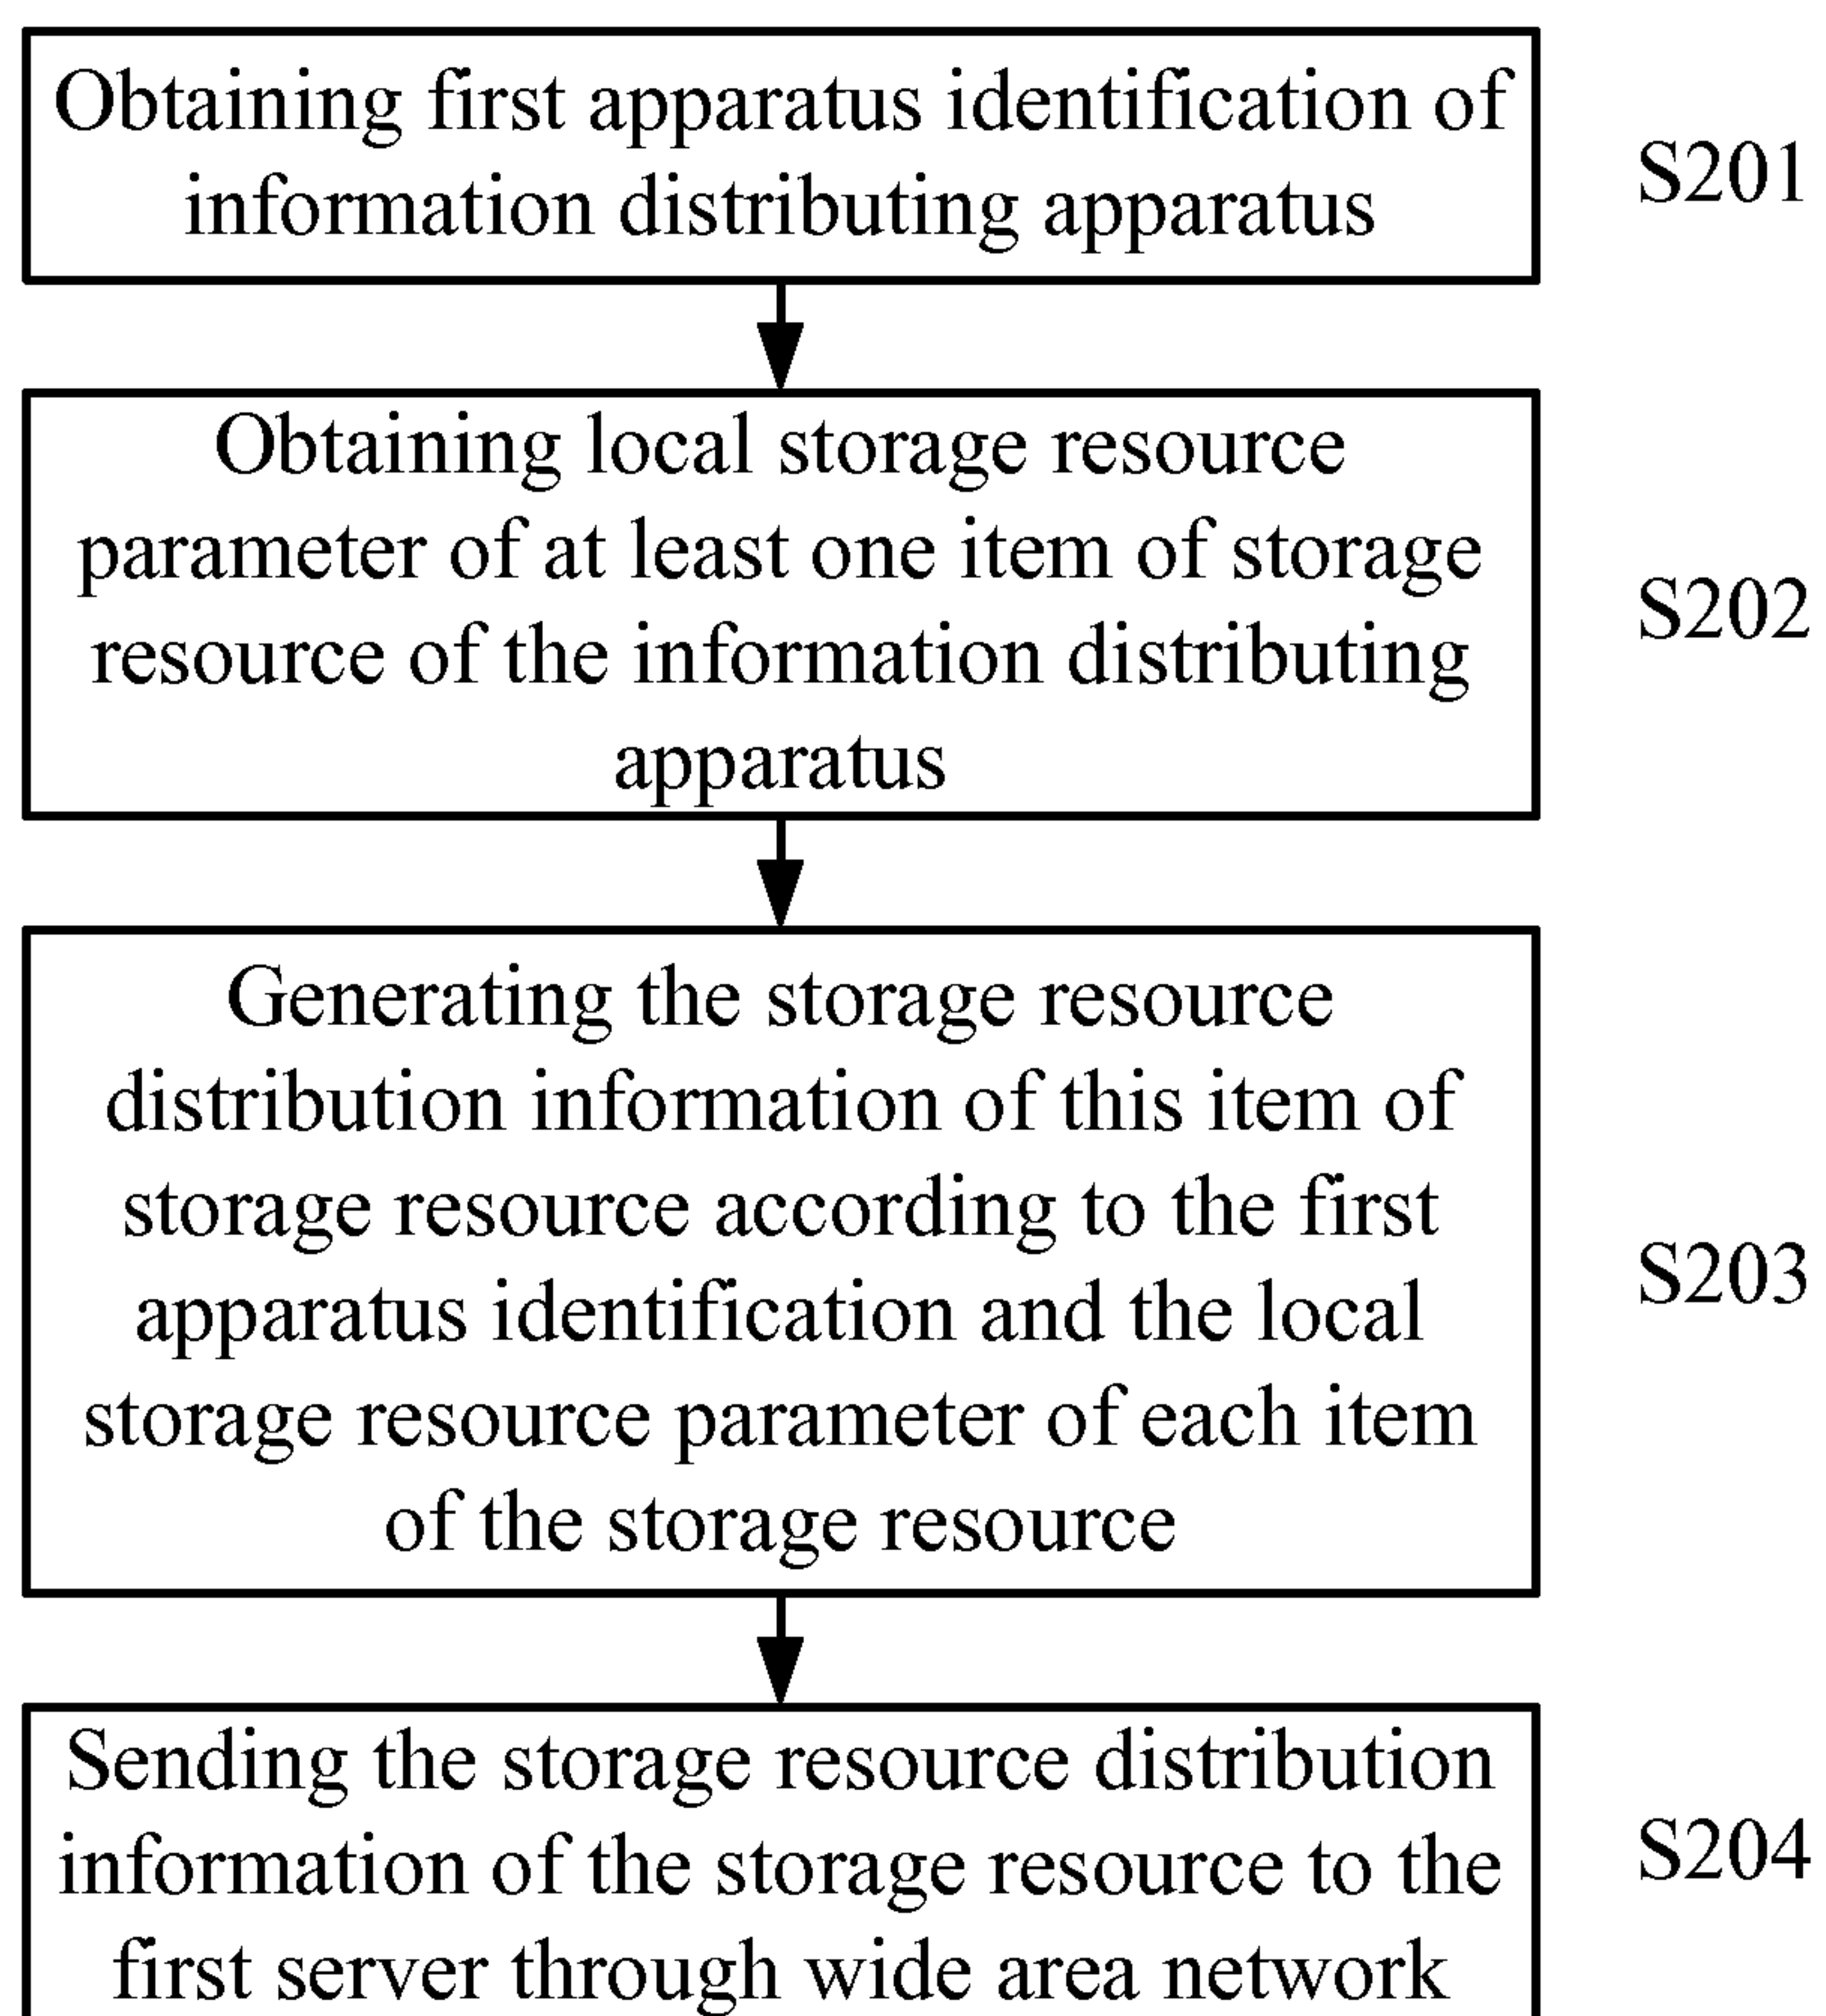 Obtaining first apparatus identification of
information distributing apparatus
S201
Obtaining local storage resource
parameter of at least one item of storage
resource of the information distributing
apparatus
S202
Generating the storage resource
distribution information of this item of
storage resource according to the first
apparatus identification and the local
storage resource parameter of each item
of the storage resource
S203
Sending the storage resource distribution
information of the storage resource to the
first server through wide area network
S204